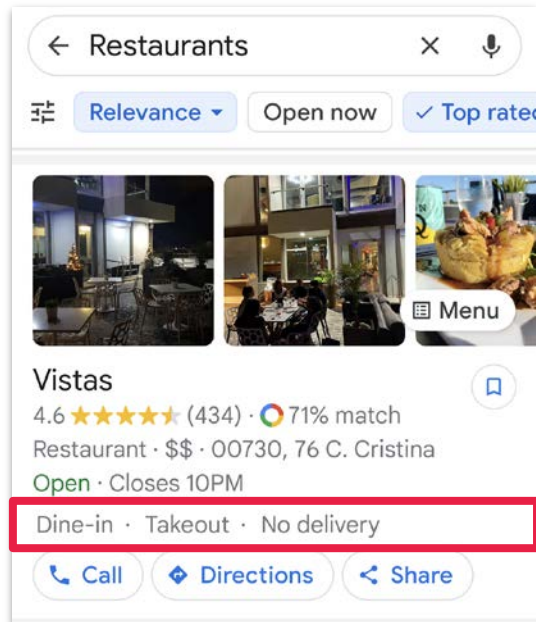 Restaurants
Relevance Open now Top rated
Menu
Vistas
4.6 (434) · 71% match
Restaurant · $$ · 00730, 76 C. Cristina
Open · Closes 10PM
Dine-in · Takeout · No delivery
Call Directions Share